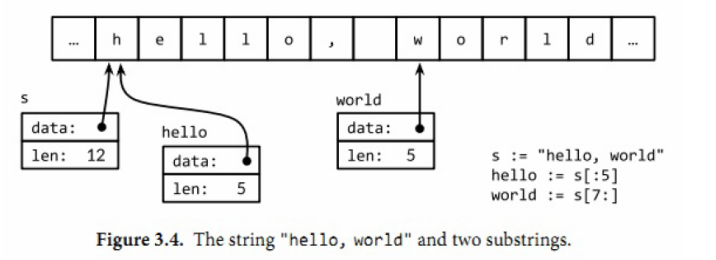 … h e l l o , w o r l d …
s
data:
len: 12
hello
data:
len: 5
world
data:
len: 5
s := "hello, world"
hello := s[:5]
world := s[7:]
Figure 3.4. The string "hello, world" and two substrings.